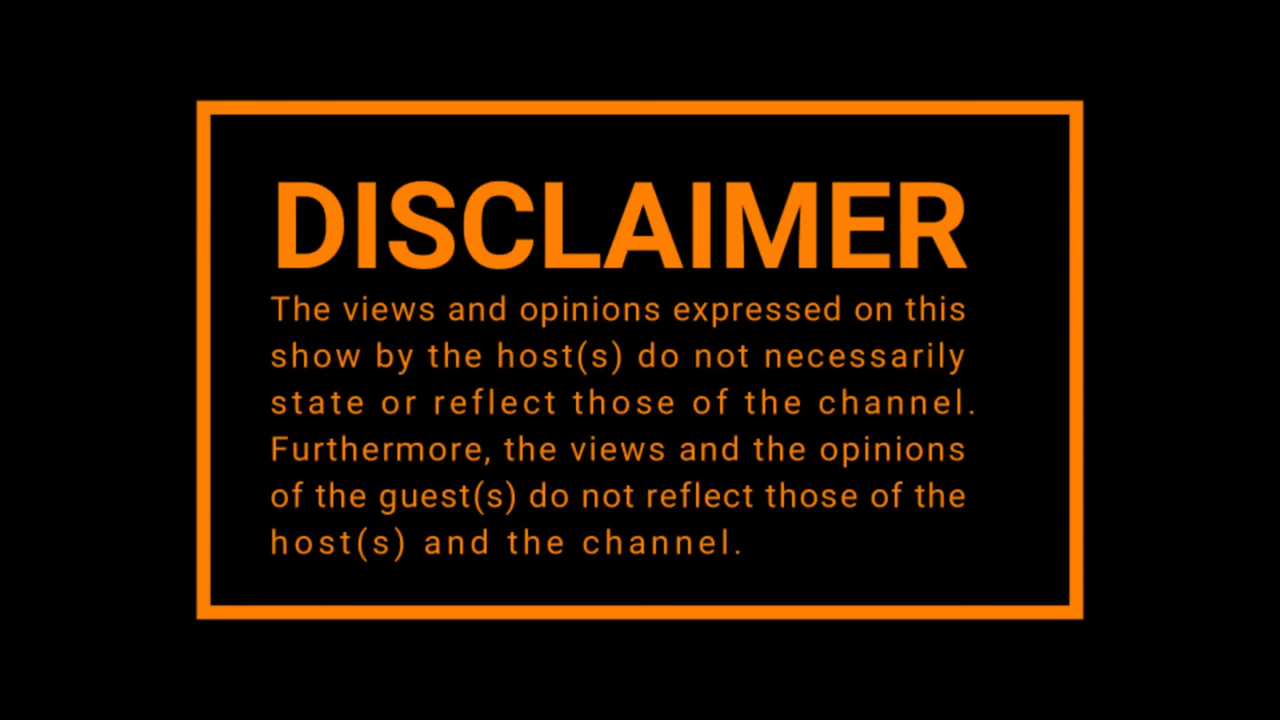 DISCLAIMER
The views and opinions expressed on this
show by the host(s) do not necessarily
state or reflect those of the channel.
Furthermore, the views and the opinions
of the guest(s) do not reflect those of the
host(s) and the channel.